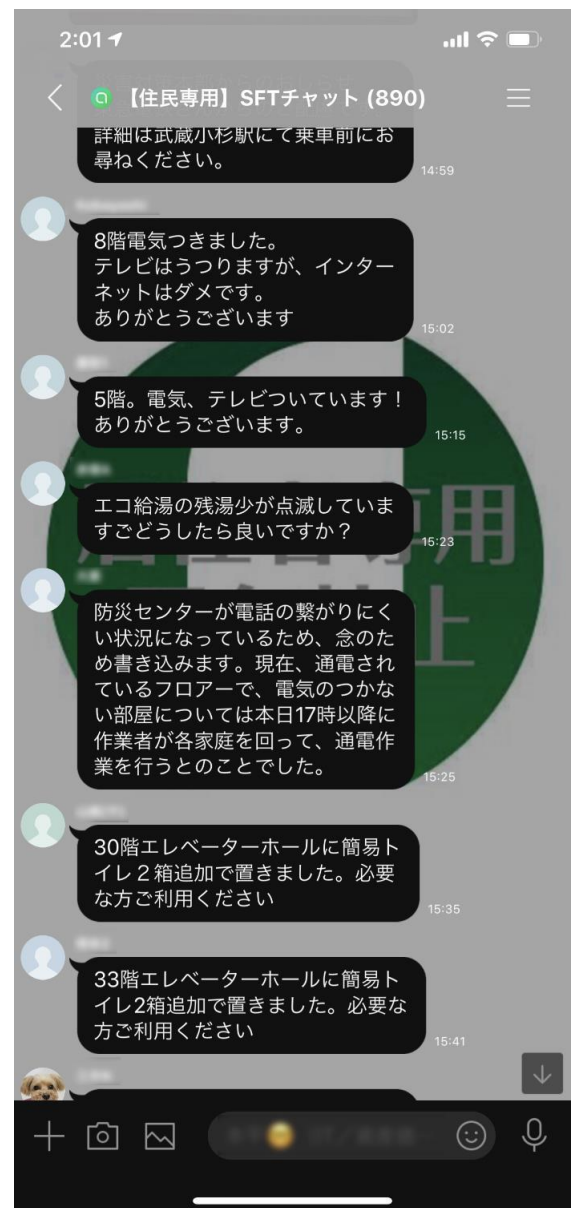 2:01
【住民専用】SFTチャット (890)
詳細は武蔵小杉駅にて乗車前にお
尋ねください。
14:59
8階電気つきました。
テレビはうつりますが、インター
ネットはダメです。
ありがとうございます
15:02
5階。電気、テレビついています！
ありがとうございます。
15:15
エコ給湯の残湯少が点滅していま
すごどうしたら良いですか？
15:23
防災センターが電話の繋がりにく
い状況になっているため、念のた
め書き込みます。現在、通電され
ているフロアーで、電気のつかな
い部屋については本日17時以降に
作業者が各家庭を回って、通電作
業を行うとのことでした。
15:25
30階エレベーターホールに簡易ト
イレ２箱追加で置きました。必要
な方ご利用ください
15:35
33階エレベーターホールに簡易ト
イレ2箱追加で置きました。必要な
方ご利用ください
15:41